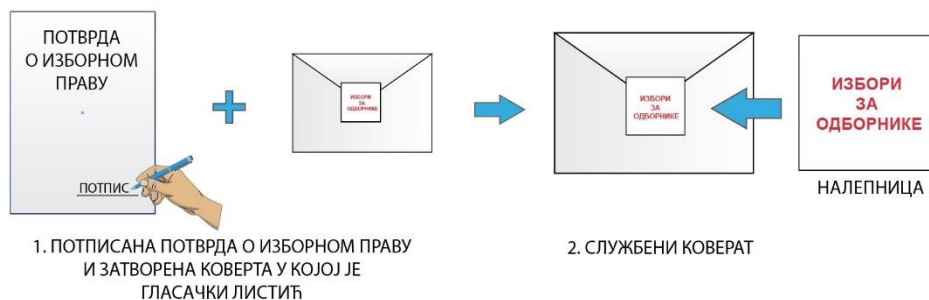 ПОТВРДА
О ИЗБОРНОМ
ПРАВУ
ПОТПИС
ИЗБОРИ
ЗА
ОДБОРНИКЕ
1. ПОТПИСАНА ПОТВРДА О ИЗБОРНОМ ПРАВУ
И ЗАТВОРЕНА КОВЕРТА У КОЈОЈ ЈЕ
ГЛАСАЧКИ ЛИСТИЋ
ИЗБОРИ
ЗА
ОДБОРНИКЕ
2. СЛУЖБЕНИ КОВЕРАТ
ИЗБОРИ
ЗА
ОДБОРНИКЕ
НАЛЕПНИЦА